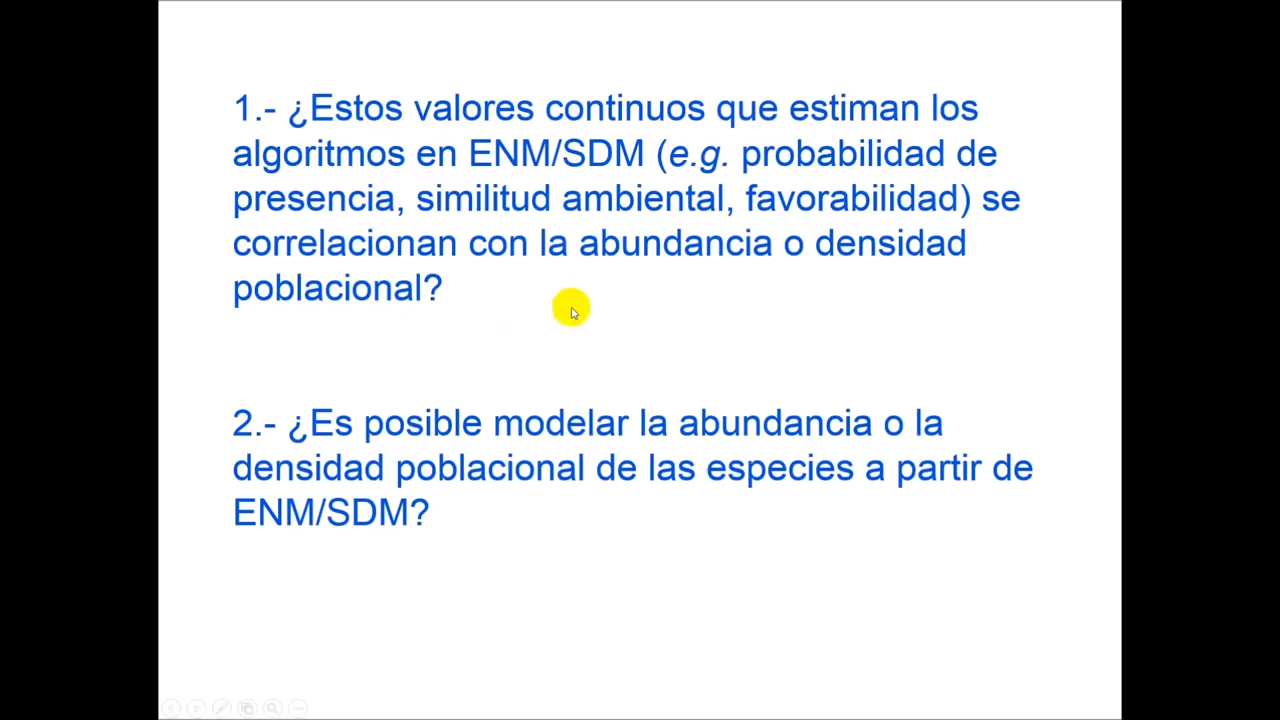 1.- ¿Estos valores continuos que estiman los
algoritmos en ENM/SDM (e.g. probabilidad de
presencia, similitud ambiental, favorabilidad) se
correlacionan con la abundancia o densidad
poblacional?
2.- ¿Es posible modelar la abundancia o la
densidad poblacional de las especies a partir de
ENM/SDM?